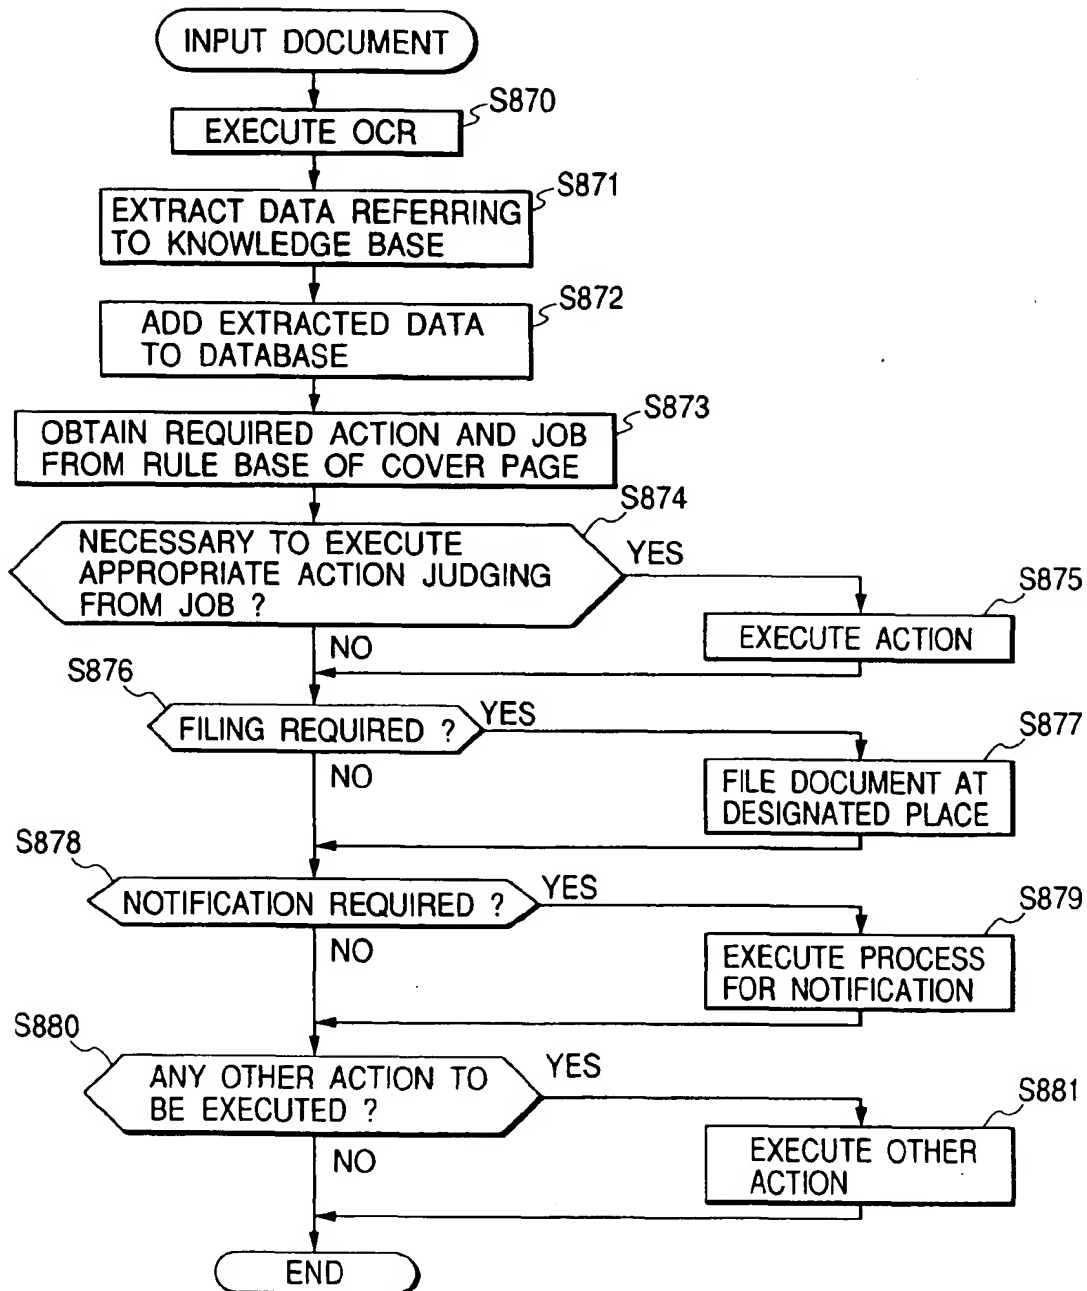 INPUT DOCUMENT
S870
EXECUTE OCR
S871
EXTRACT DATA REFERRING
TO KNOWLEDGE BASE
S872
ADD EXTRACTED DATA
TO DATABASE
S873
OBTAIN REQUIRED ACTION AND JOB
FROM RULE BASE OF COVER PAGE
S874
NECESSARY TO EXECUTE
APPROPRIATE ACTION JUDGING
FROM JOB ?
YES
S875
EXECUTE ACTION
NO
S876
FILING REQUIRED ?
YES
S877
FILE DOCUMENT AT
DESIGNATED PLACE
NO
S878
NOTIFICATION REQUIRED ?
YES
S879
EXECUTE PROCESS
FOR NOTIFICATION
NO
S880
ANY OTHER ACTION TO
BE EXECUTED ?
YES
S881
EXECUTE OTHER
ACTION
NO
END